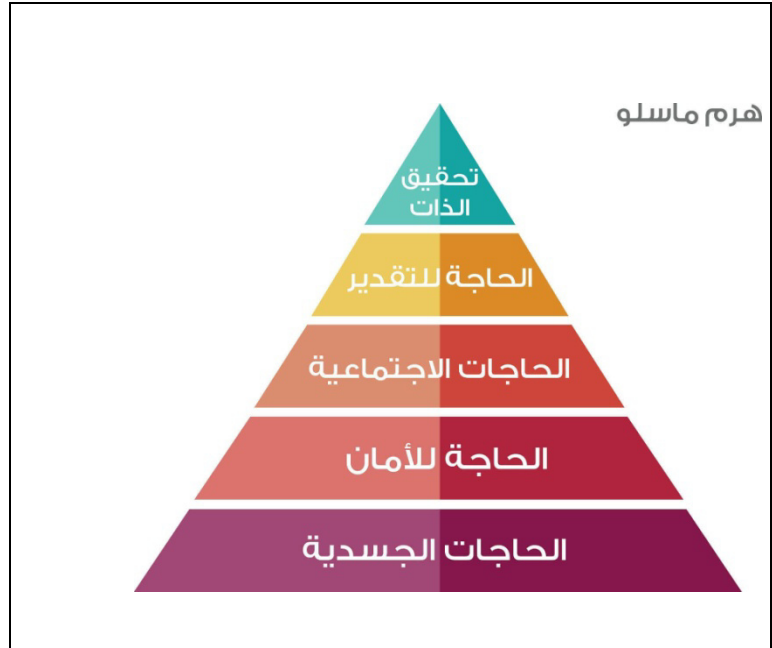 هرم ماسلو
تحقيق
الذات
الحاجة للتقدير
الحاجات الاجتماعية
الحاجة للأمان
الحاجات الجسدية